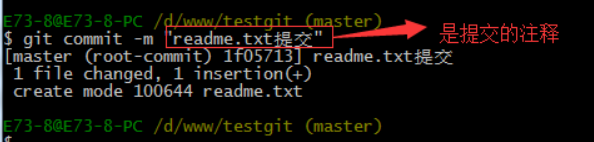 E73-8@E73-8-PC /d/www/testgit (master)
$ git commit -m "readme.txt提交" 是提交的注释
[master (root-commit) 1f05713] readme.txt提交
1 file changed, 1 insertion(+)
create mode 100644 readme.txt
E73-8@E73-8-PC /d/www/testgit (master)
$